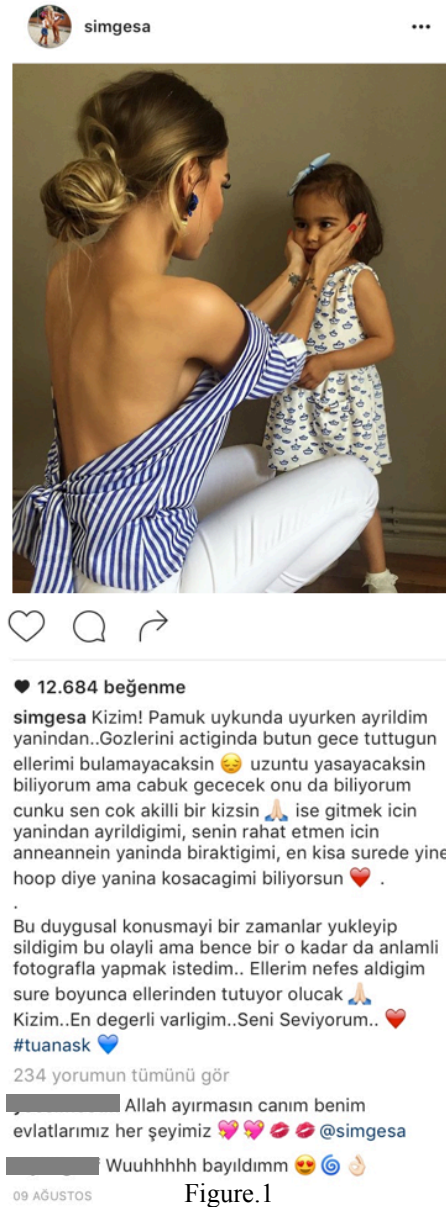 simgesa
12.684 beğenme
simgesa Kizim! Pamuk uykunda uyurken ayrildim
yanindan..Gozlerini actiginda butun gece tuttugun
ellerimi bulamayacaksin 😔 uzuntu yasayacaksin
biliyorum ama cabuk gececek onu da biliyorum
cunku sen cok akilli bir kizsin 🙏🏻 ise gitmek icin
yanindan ayrildigimi, senin rahat etmen icin
anneannein yaninda biraktigimi, en kisa surede yine
hoop diye yanina kosacagimi biliyorsun ❤️ .
.
Bu duygusal konusmayi bir zamanlar yukleyip
sildigim bu olayli ama bence bir o kadar da anlamli
fotografla yapmak istedim.. Ellerim nefes aldigim
sure boyunca ellerinden tutuyor olucak 🙏🏻
Kizim..En degerli varligim..Seni Seviyorum.. ❤️
#tuanask 💙
234 yorumun tümünü gör
Allah ayırmasın canım benim
evlatlarımız her şeyimiz 💖💖💋💋 @simgesa
Wuuhhhhh bayıldımm 😍🌀👌🏻
09 AĞUSTOS
Figure.1